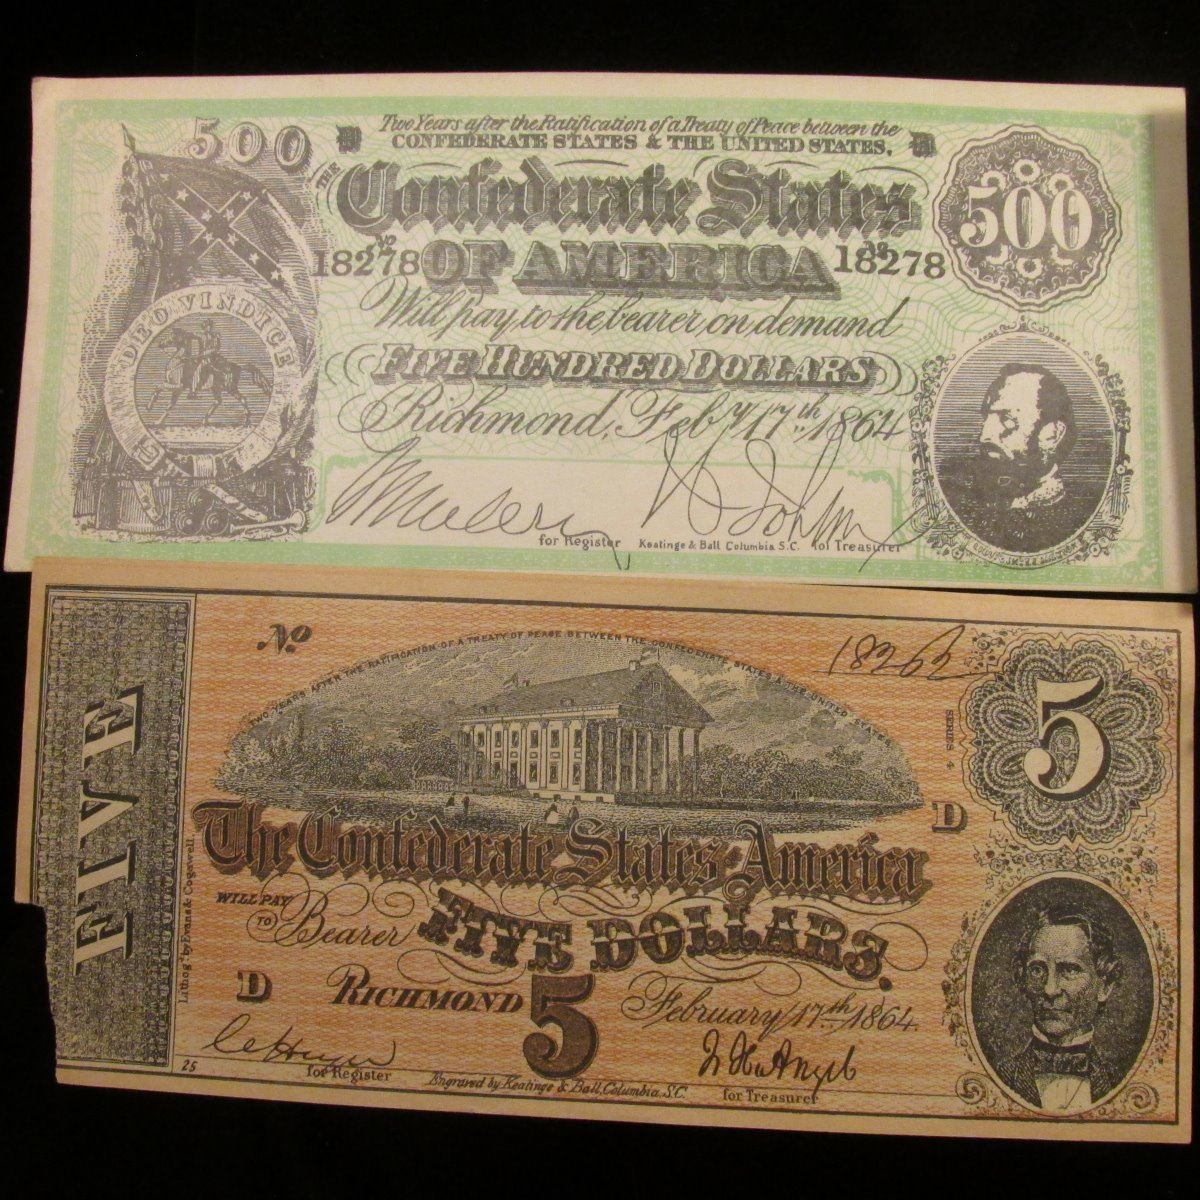 500
Two Years after the Ratification of a Treaty of Peace between the
CONFEDERATE STATES & THE UNITED STATES.
THE
Confederate States
500
18278 OF AMERICA 18278
Will pay to the bearer on demand
DEO VINDICE
FIVE HUNDRED DOLLARS
Richmond, Feb.y 17th 1864
for Register Keatinge & Ball Columbia S.C. for Treasurer
No
TWO YEARS AFTER THE RATIFICATION OF A TREATY OF PEACE BETWEEN THE CONFEDERATE STATES & THE UNITED STATES
18262
SERIES 4
5
D
FIVE
The Confederate States America
WILL PAY
TO Bearer FIVE DOLLARS.
Lithog. by Evans & Cogswell
D RICHMOND 5 February 17th 1864.
25 for Register Engraved by Keatinge & Ball, Columbia, S.C. for Treasurer